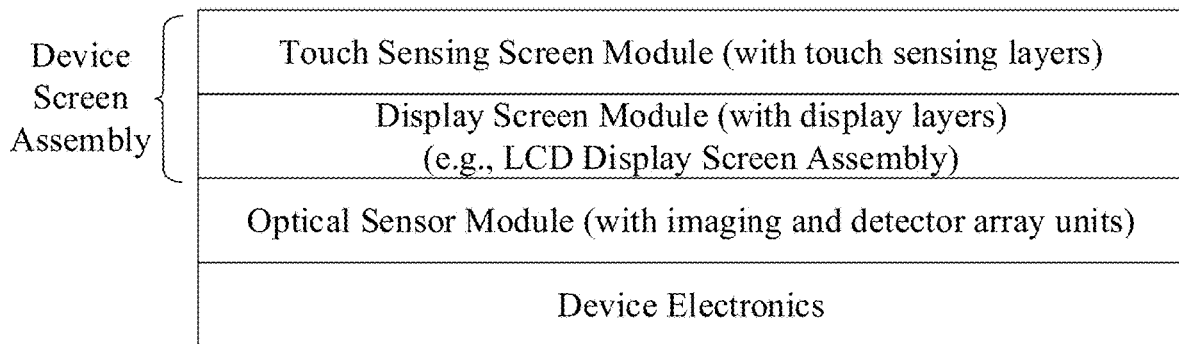 Device
Screen
Assembly
Touch Sensing Screen Module (with touch sensing layers)
Display Screen Module (with display layers)
(e.g., LCD Display Screen Assembly)
Optical Sensor Module (with imaging and detector array units)
Device Electronics